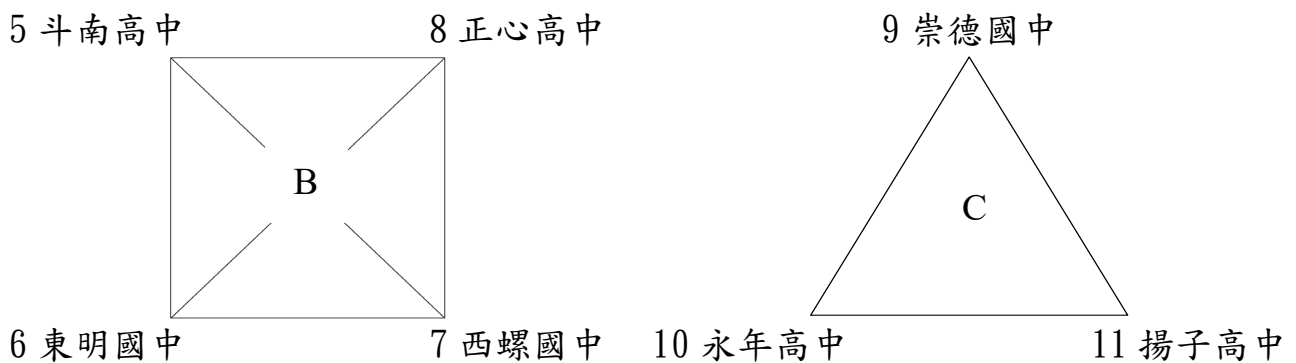 5 斗南高中
8 正心高中
9 崇德國中
B
C
6 東明國中
7 西螺國中
10 永年高中
11 揚子高中